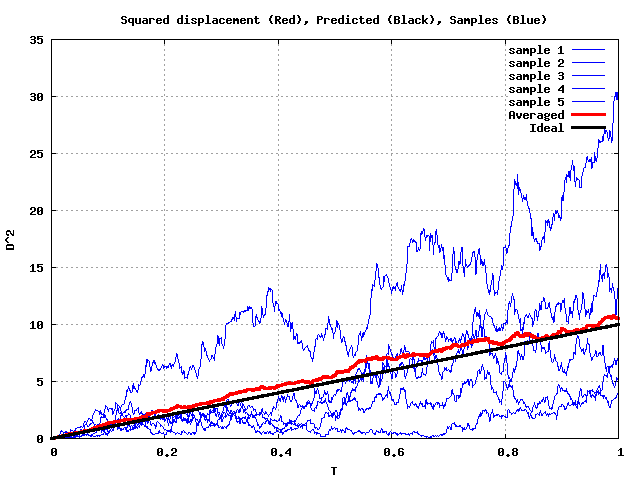 Squared displacement (Red), Predicted (Black), Samples (Blue)
sample 1
sample 2
sample 3
sample 4
sample 5
Averaged
Ideal
35
30
25
20
15
10
5
0
D^2
0 0.2 0.4 0.6 0.8 1
T